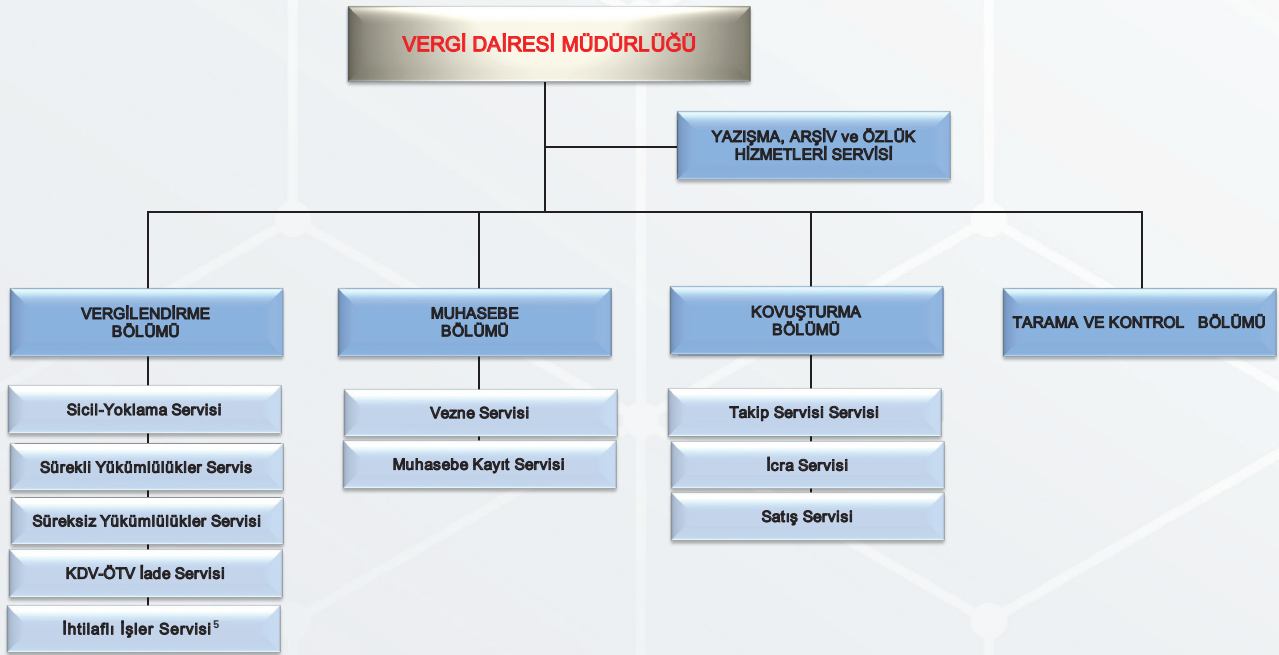 VERGİ DAİRESİ MÜDÜRLÜĞÜ
YAZIŞMA, ARŞİV ve ÖZLÜK
HİZMETLERİ SERVİSİ
VERGİLENDİRME
BÖLÜMÜ
Sicil-Yoklama Servisi
Sürekli Yükümlülükler Servis
Süreksiz Yükümlülükler Servisi
KDV-ÖTV İade Servisi
İhtilaflı İşler Servisi⁵
MUHASEBE
BÖLÜMÜ
Vezne Servisi
Muhasebe Kayıt Servisi
KOVUŞTURMA
BÖLÜMÜ
Takip Servisi Servisi
İcra Servisi
Satış Servisi
TARAMA VE KONTROL BÖLÜMÜ